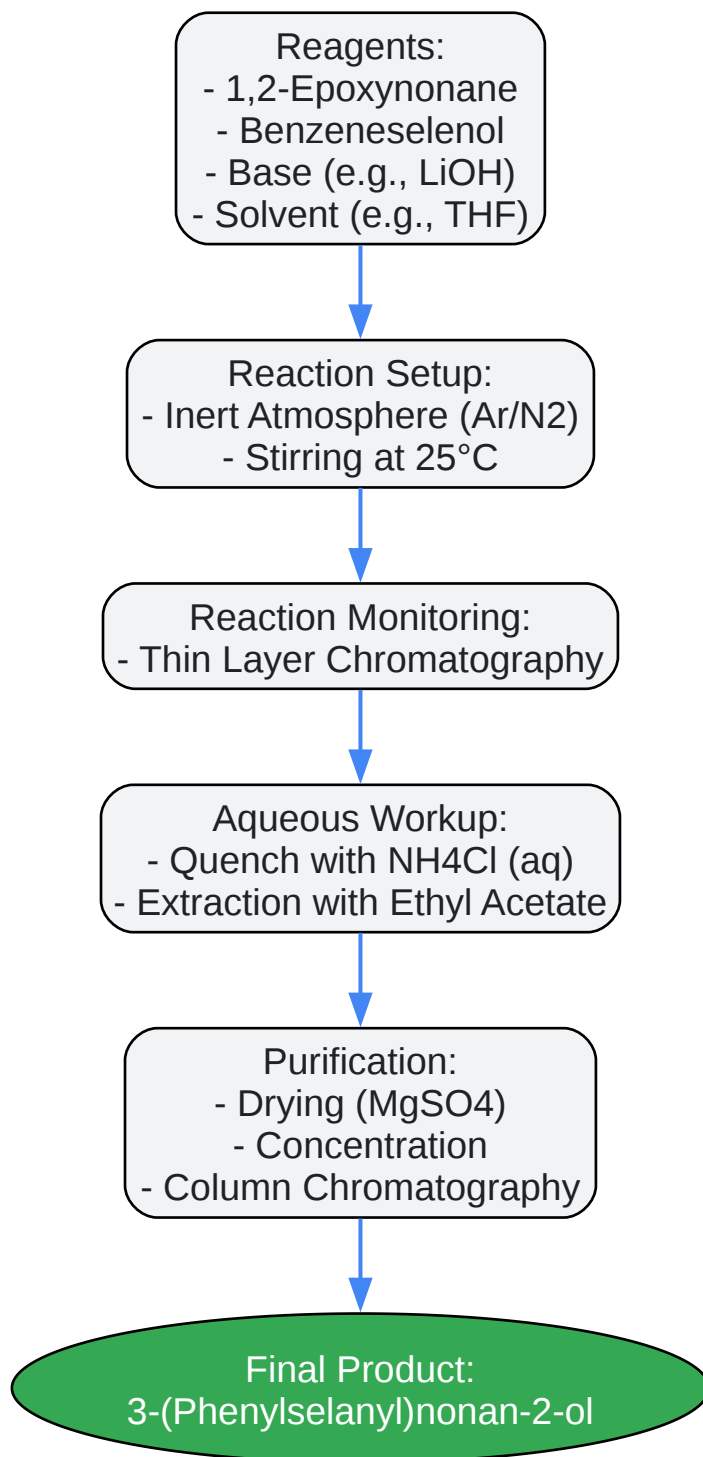 Reagents:
- 1,2-Epoxynonane
- Benzeneselenol
- Base (e.g., LiOH)
- Solvent (e.g., THF)
Reaction Setup:
- Inert Atmosphere (Ar/N2)
- Stirring at 25°C
Reaction Monitoring:
- Thin Layer Chromatography
Aqueous Workup:
- Quench with NH4Cl (aq)
- Extraction with Ethyl Acetate
Purification:
- Drying (MgSO4)
- Concentration
- Column Chromatography
Final Product:
3-(Phenylselanyl)nonan-2-ol